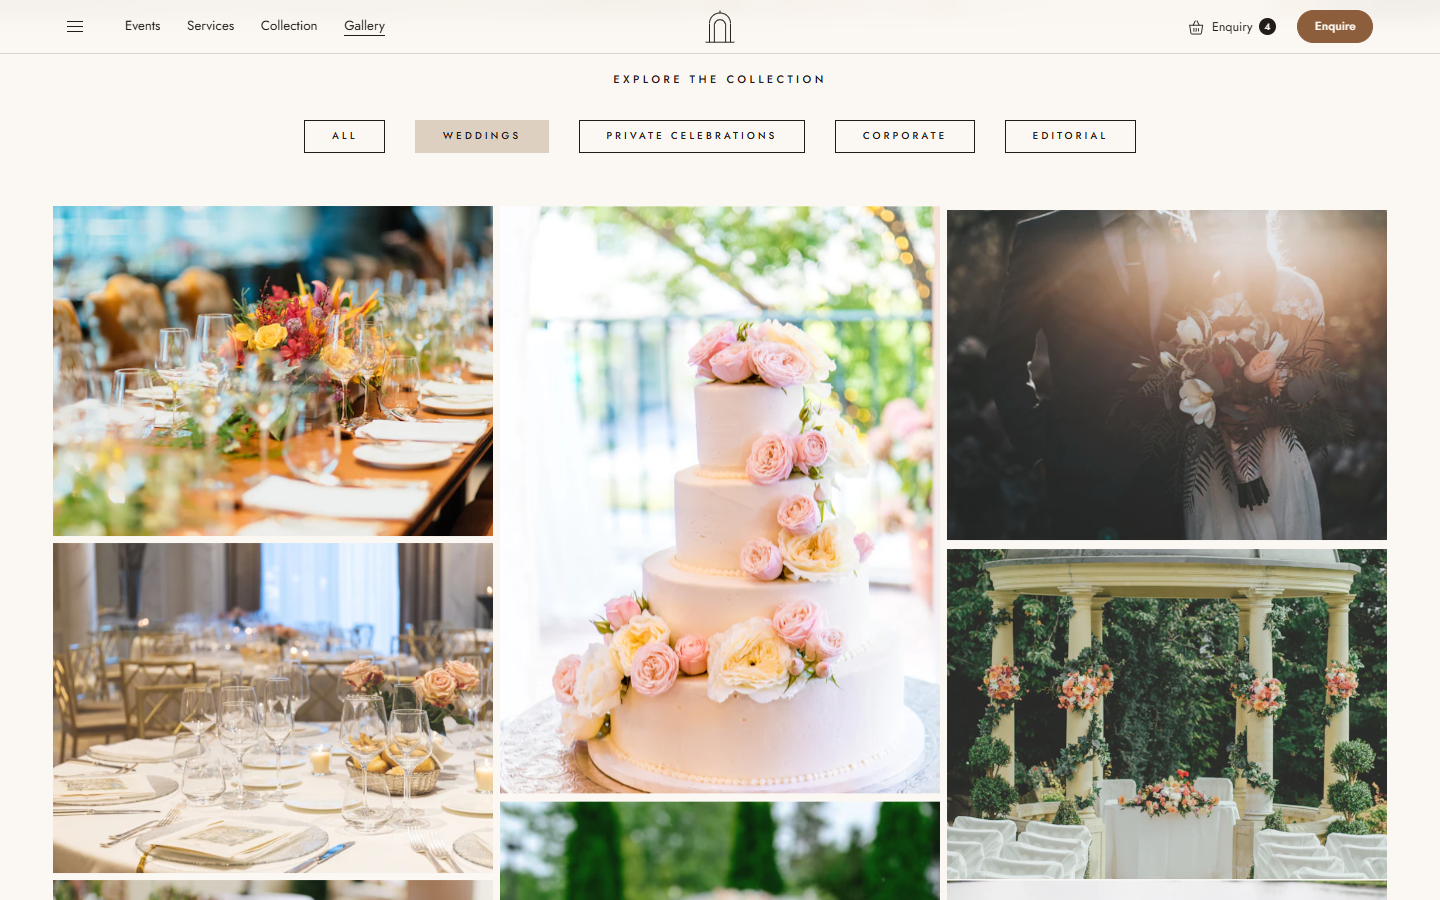 Events Services Collection Gallery Enquiry 4 Enquire
EXPLORE THE COLLECTION
ALL WEDDINGS PRIVATE CELEBRATIONS CORPORATE EDITORIAL